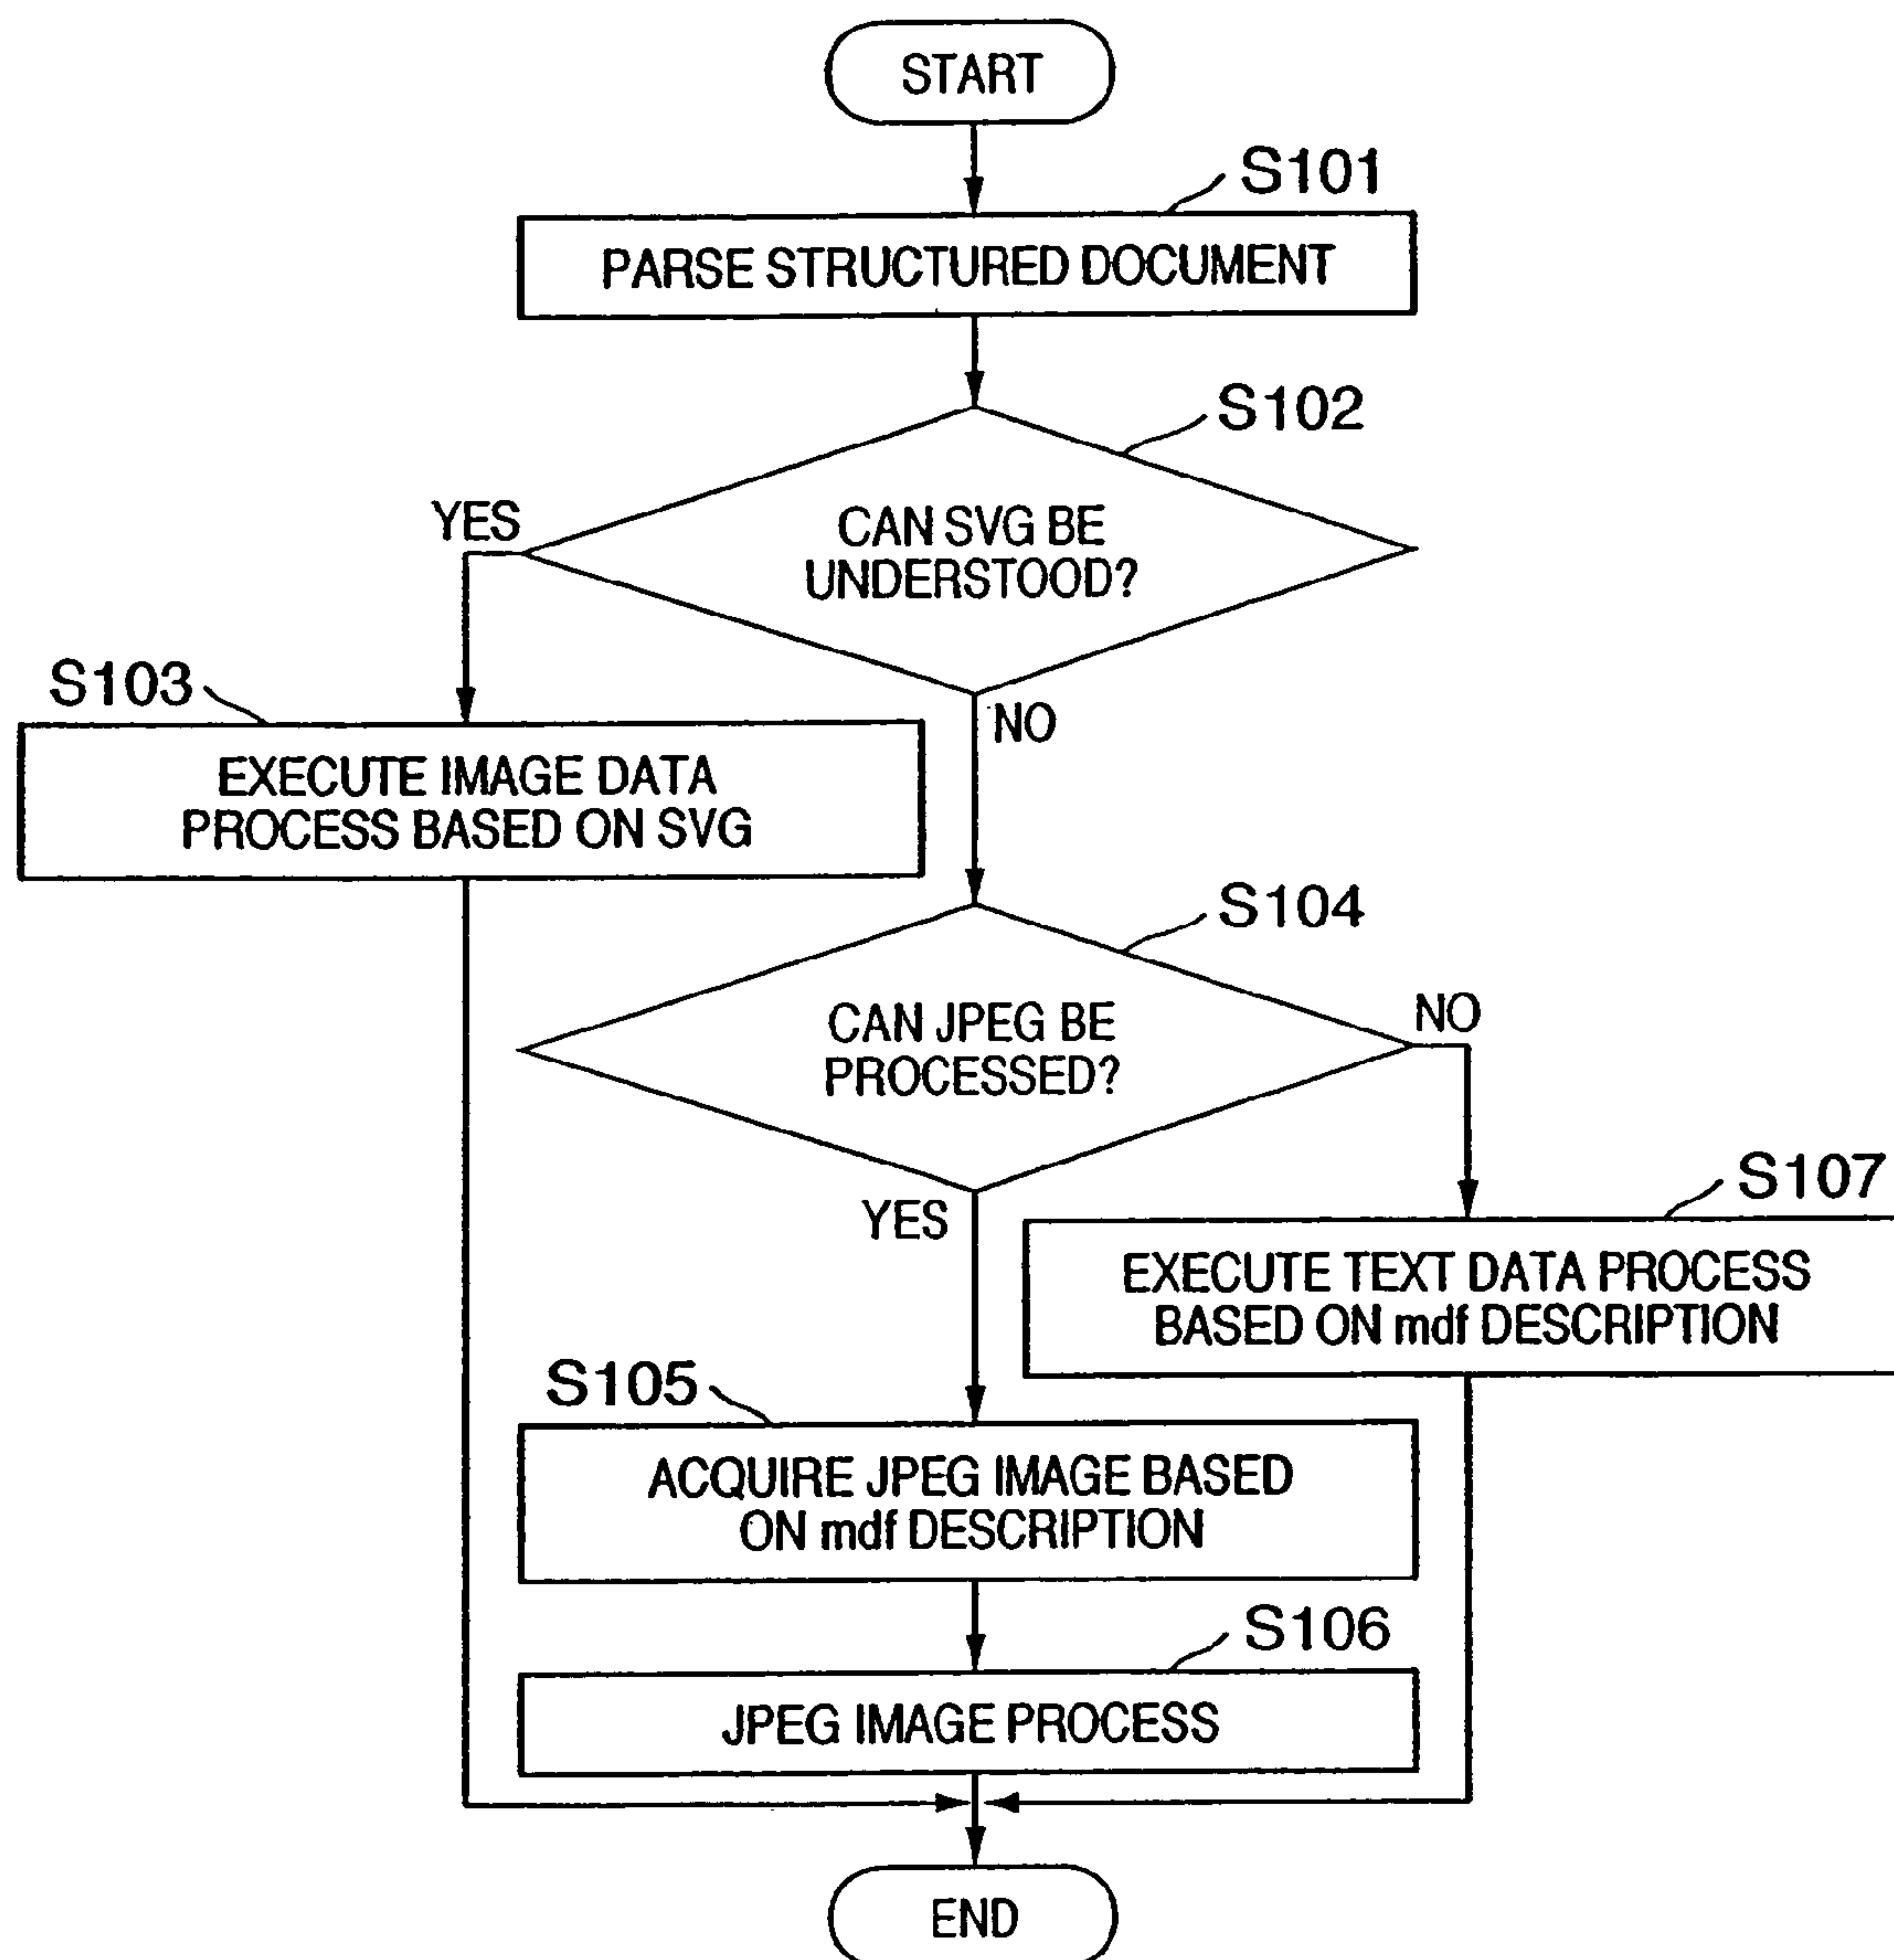 START
S101
PARSE STRUCTURED DOCUMENT
S102
YES
CAN SVG BE
UNDERSTOOD?
S103
NO
EXECUTE IMAGE DATA
PROCESS BASED ON SVG
S104
CAN JPEG BE
PROCESSED?
NO
YES
S107
EXECUTE TEXT DATA PROCESS
BASED ON mdf DESCRIPTION
S105
ACQUIRE JPEG IMAGE BASED
ON mdf DESCRIPTION
S106
JPEG IMAGE PROCESS
END